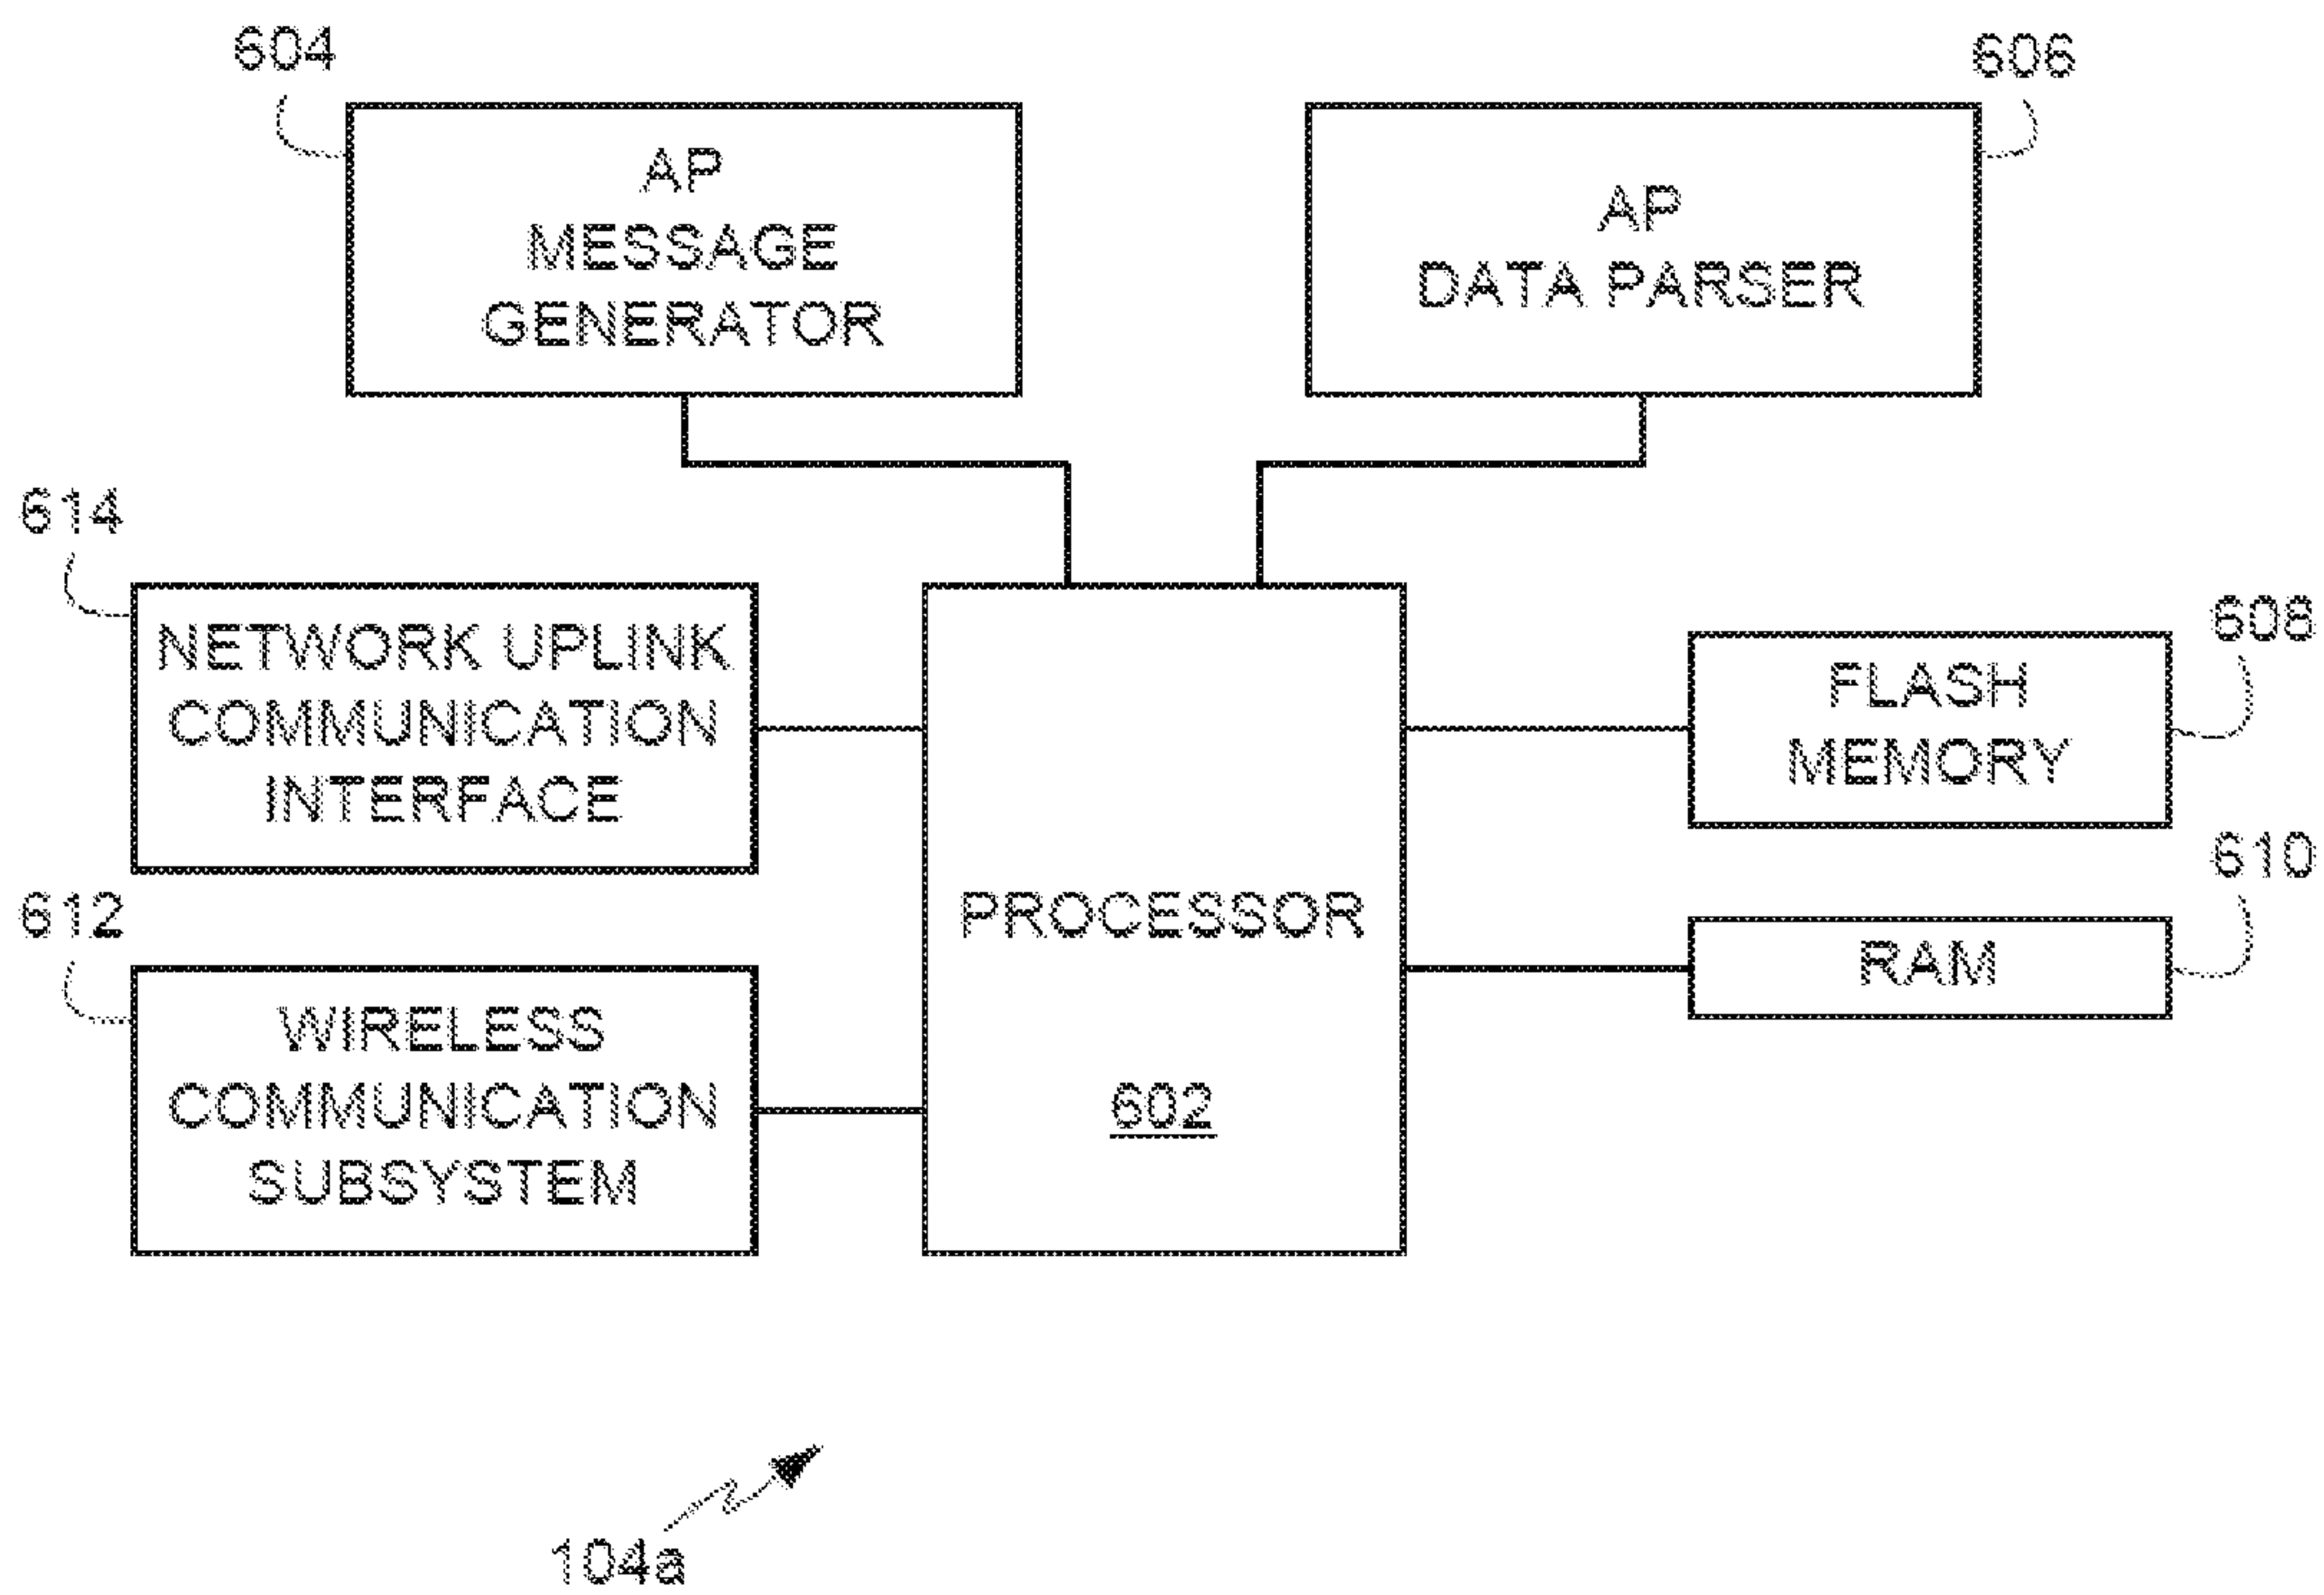 604
606
AP
MESSAGE
GENERATOR
AP
DATA PARSER
614
NETWORK UPLINK
COMMUNICATION
INTERFACE
608
FLASH
MEMORY
610
RAM
PROCESSOR
602
612
WIRELESS
COMMUNICATION
SUBSYSTEM
104a